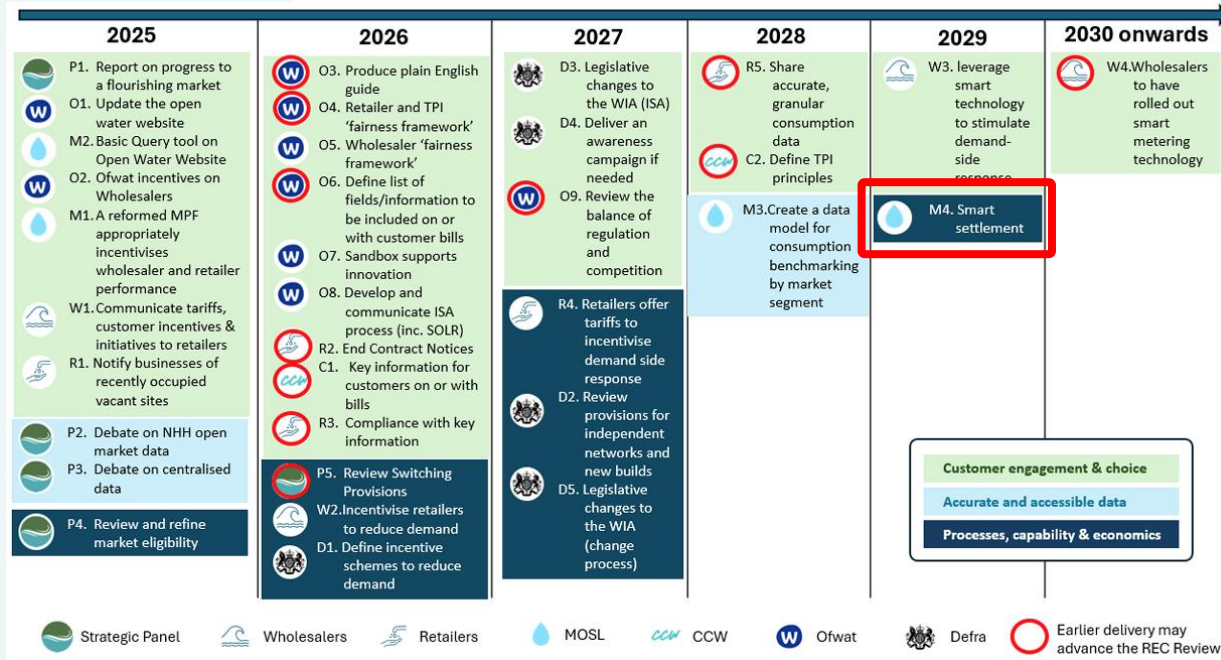 2025
P1. Report on progress to
a flourishing market
O1. Update the open
water website
M2. Basic Query tool on
Open Water Website
O2. Ofwat incentives on
Wholesalers
M1. A reformed MPF
appropriately
incentivises
wholesaler and retailer
performance
W1. Communicate tariffs,
customer incentives &
initiatives to retailers
R1. Notify businesses of
recently occupied
vacant sites
P2. Debate on NHH open
market data
P3. Debate on centralised
data
P4. Review and refine
market eligibility
2026
O3. Produce plain English
guide
O4. Retailer and TPI
‘fairness framework’
O5. Wholesaler ‘fairness
framework’
O6. Define list of
fields/information to
be included on or
with customer bills
O7. Sandbox supports
innovation
O8. Develop and
communicate ISA
process (inc. SOLR)
R2. End Contract Notices
C1. Key information for
customers on or with
bills
R3. Compliance with key
information
P5. Review Switching
Provisions
W2. Incentivise retailers
to reduce demand
D1. Define incentive
schemes to reduce
demand
2027
D3. Legislative
changes to
the WIA (ISA)
D4. Deliver an
awareness
campaign if
needed
O9. Review the
balance of
regulation
and
competition
R4. Retailers offer
tariffs to
incentivise
demand side
response
D2. Review
provisions for
independent
networks and
new builds
D5. Legislative
changes to
the WIA
(change
process)
2028
R5. Share
accurate,
granular
consumption
data
C2. Define TPI
principles
M3. Create a data
model for
consumption
benchmarking
by market
segment
2029
W3. leverage
smart
technology
to stimulate
demand-
side
response
M4. Smart
settlement
2030 onwards
W4. Wholesalers
to have
rolled out
smart
metering
technology
Customer engagement & choice
Accurate and accessible data
Processes, capability & economics
Strategic Panel
Wholesalers
Retailers
MOSL
CCW CCW
W Ofwat
Defra
Earlier delivery may
advance the REC Review